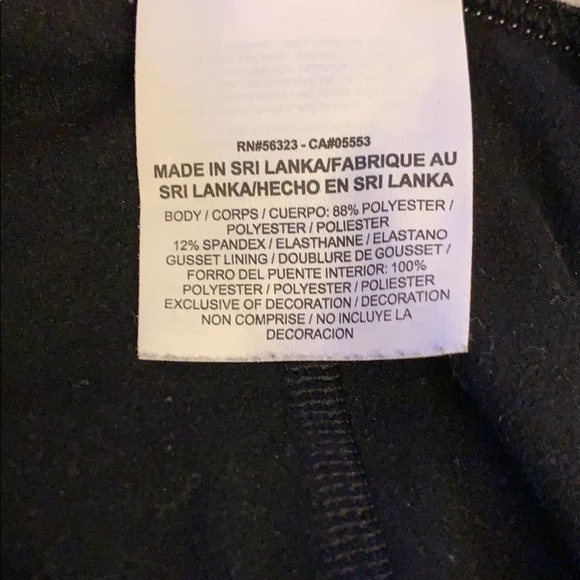 RN#56323 - CA#05553
MADE IN SRI LANKA/FABRIQUE AU
SRI LANKA/HECHO EN SRI LANKA
BODY / CORPS / CUERPO: 88% POLYESTER /
POLYESTER / POLIESTER
12% SPANDEX / ELASTHANNE / ELASTANO
GUSSET LINING / DOUBLURE DE GOUSSET /
FORRO DEL PUENTE INTERIOR: 100%
POLYESTER / POLYESTER / POLIESTER
EXCLUSIVE OF DECORATION / DECORATION
NON COMPRISE / NO INCLUYE LA
DECORACION